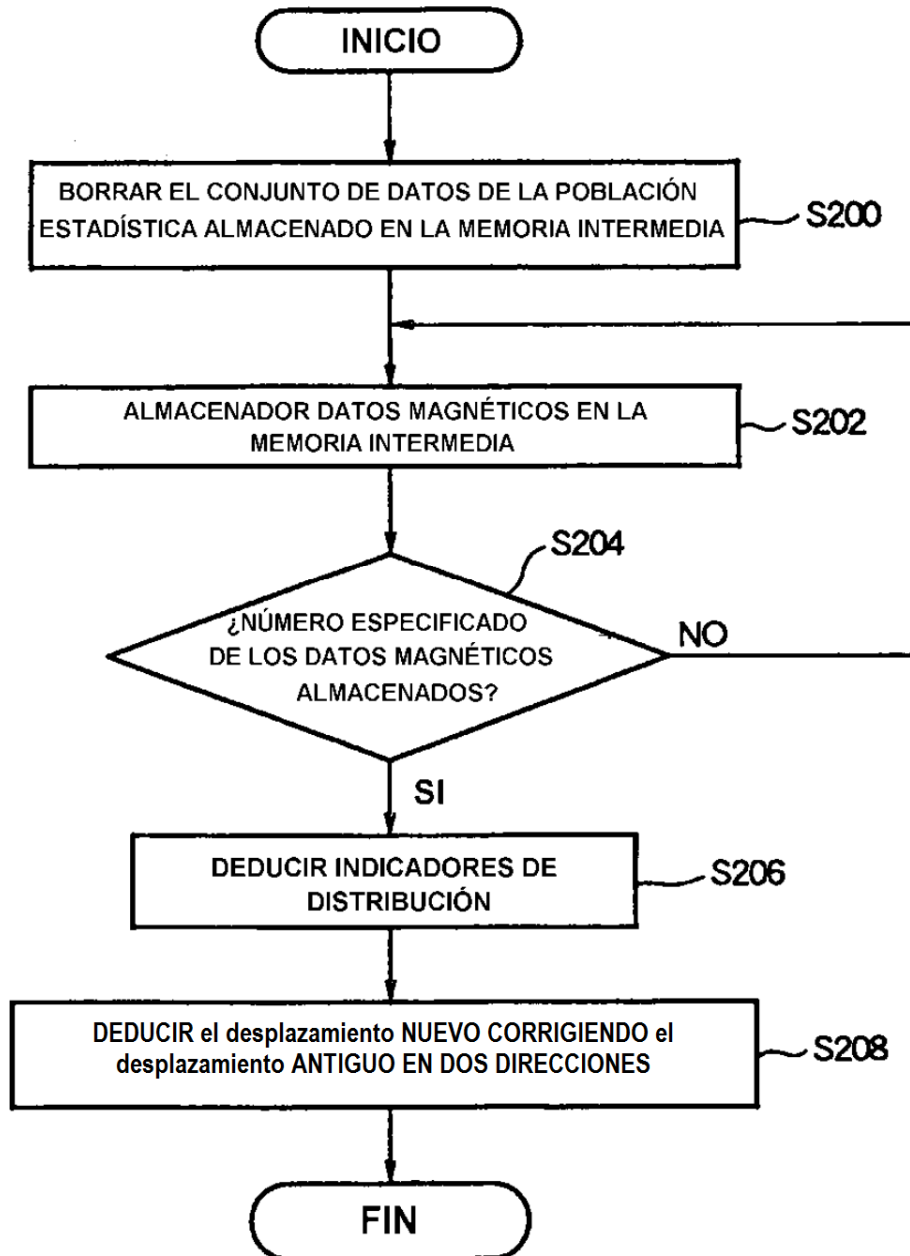 INICIO
BORRAR EL CONJUNTO DE DATOS DE LA POBLACIÓN
ESTADÍSTICA ALMACENADO EN LA MEMORIA INTERMEDIA
S200
ALMACENADOR DATOS MAGNÉTICOS EN LA
MEMORIA INTERMEDIA
S202
S204
¿NÚMERO ESPECIFICADO
DE LOS DATOS MAGNÉTICOS
ALMACENADOS?
NO
SI
DEDUCIR INDICADORES DE
DISTRIBUCIÓN
S206
DEDUCIR el desplazamiento NUEVO CORRIGIENDO el
desplazamiento ANTIGUO EN DOS DIRECCIONES
S208
FIN